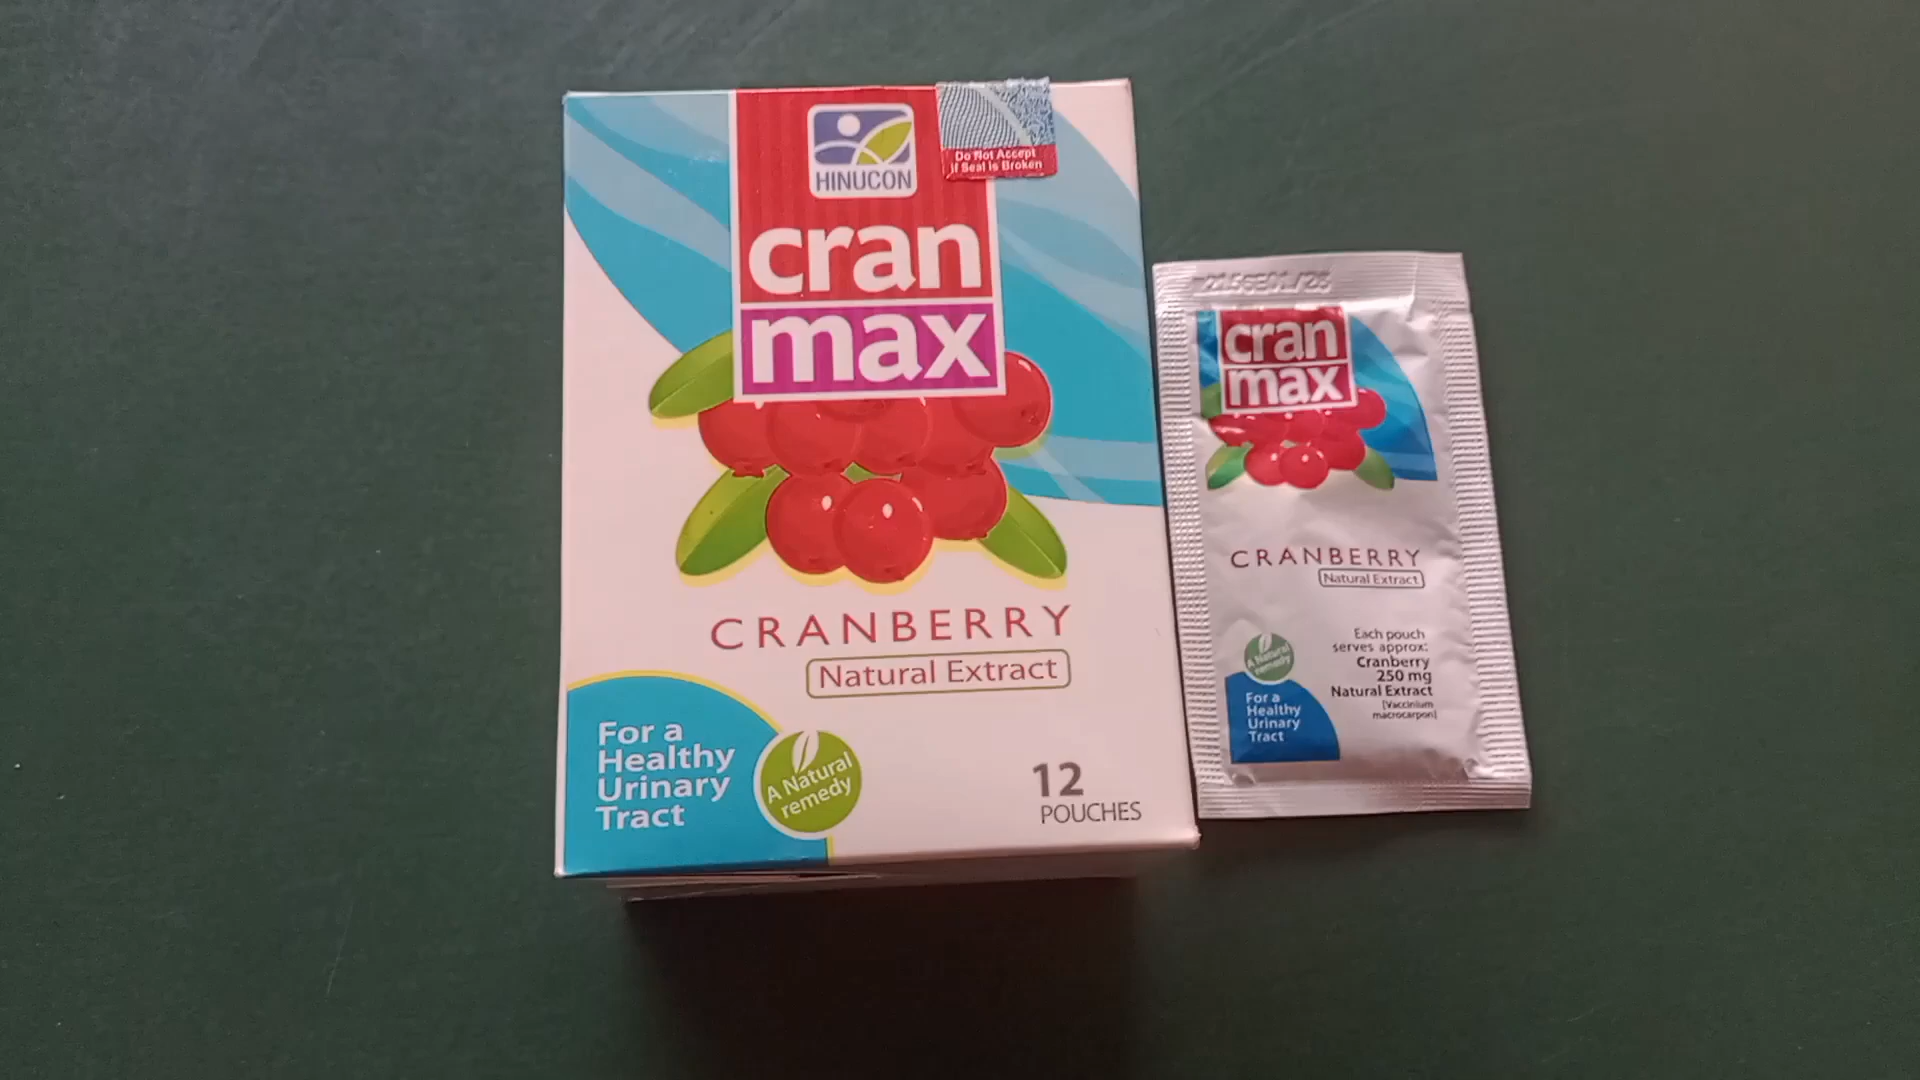 HINUCON
Do Not Accept
if Seal is Broken
cran
max
CRANBERRY
Natural Extract
For a
Healthy
Urinary
Tract
A Natural
remedy
12
POUCHES
cran
max
CRANBERRY
Natural Extract
Each pouch
serves approx:
Cranberry
250 mg
Natural Extract
[Vaccinium
macrocarpon]
A Natural
remedy
For a
Healthy
Urinary
Tract